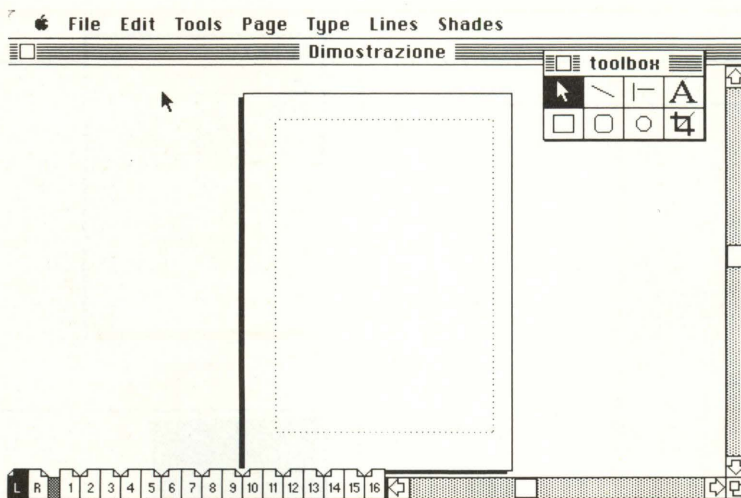 File Edit Tools Page Type Lines Shades
Dimostrazione
toolbox
A
L R 1 2 3 4 5 6 7 8 9 10 11 12 13 14 15 16